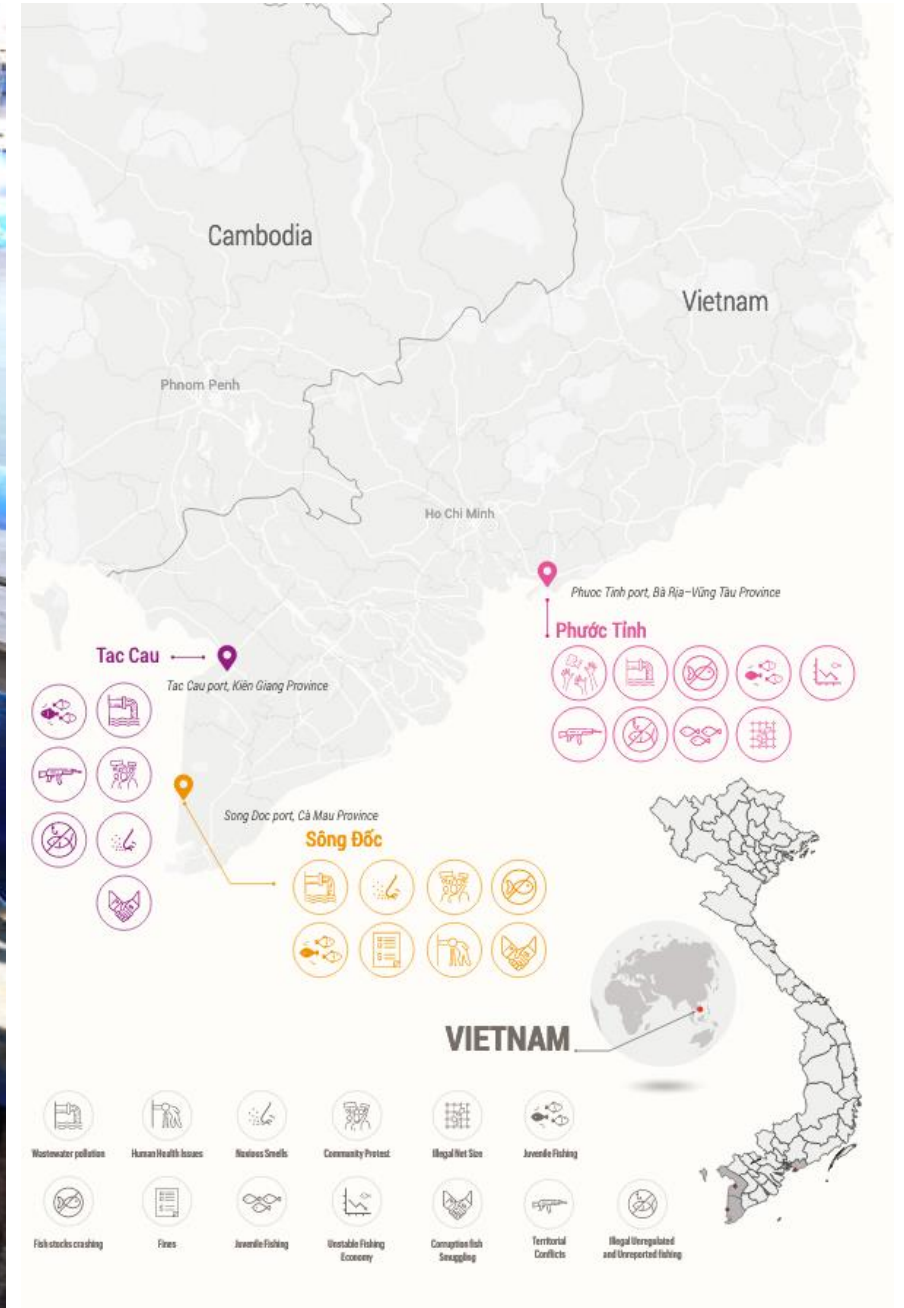 Cambodia
Vietnam
Phnom Penh
Ho Chi Minh
Phuoc Tinh port, Bà Rịa–Vũng Tàu Province
Phước Tỉnh
Tac Cau
Tac Cau port, Kiên Giang Province
Song Doc port, Cà Mau Province
Sông Đốc
VIETNAM
Wastewater pollution
Human Health Issues
Noxious Smells
Community Protest
Illegal Net Size
Juvenile Fishing
Fish stocks crashing
Fines
Juvenile Fishing
Unstable Fishing
Economy
Corruption fish
Smuggling
Territorial
Conflicts
Illegal Unregulated
and Unreported fishing